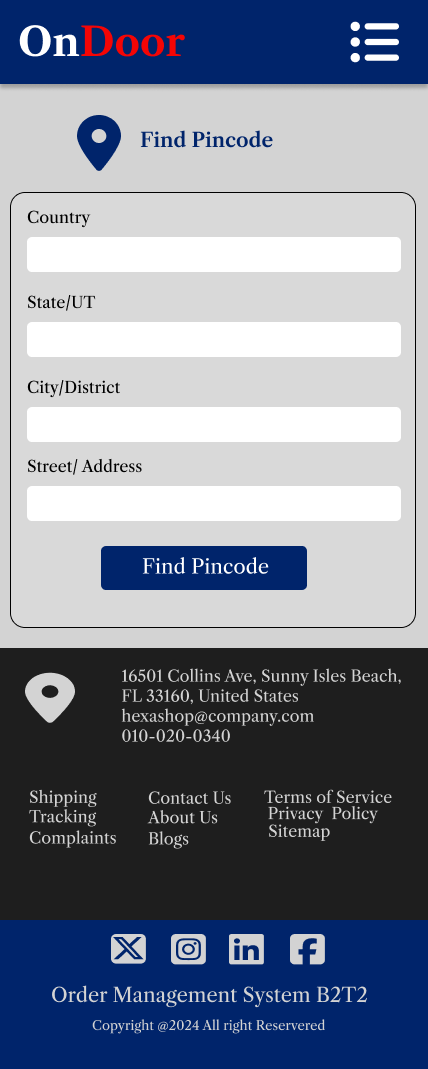 OnDoor
Find Pincode
Country
State/UT
City/District
Street/ Address
Find Pincode
16501 Collins Ave, Sunny Isles Beach,
FL 33160, United States
hexashop@company.com
010-020-0340
Shipping
Tracking
Complaints
Contact Us
About Us
Blogs
Terms of Service
Privacy Policy
Sitemap
Order Management System B2T2
Copyright @2024 All right Reservered